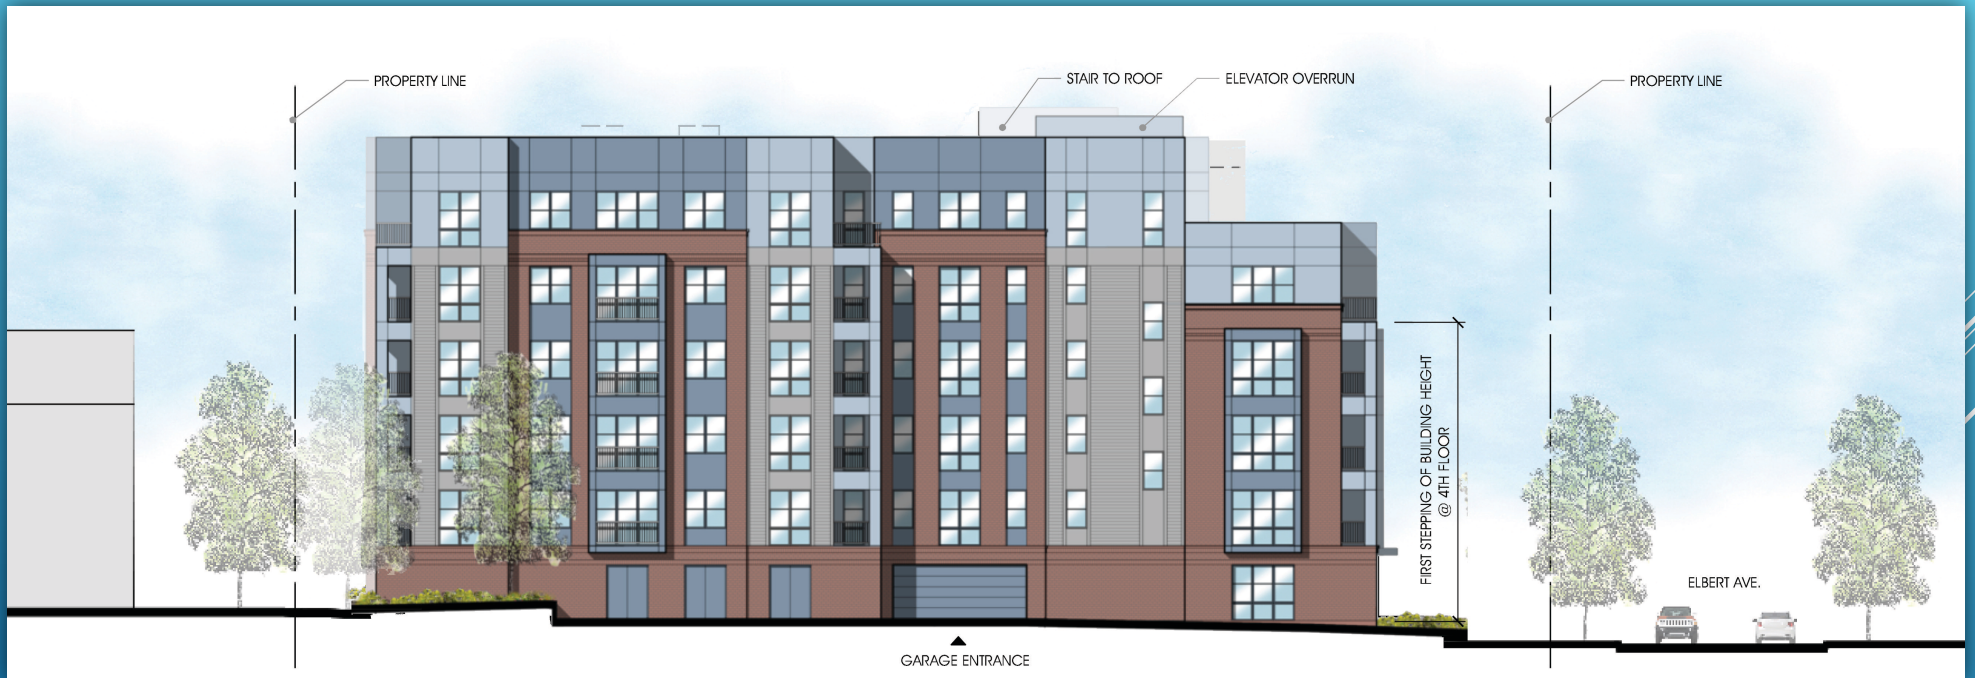 PROPERTY LINE
STAIR TO ROOF
ELEVATOR OVERRUN
PROPERTY LINE
FIRST STEPPING OF BUILDING HEIGHT
@ 4TH FLOOR
ELBERT AVE.
GARAGE ENTRANCE